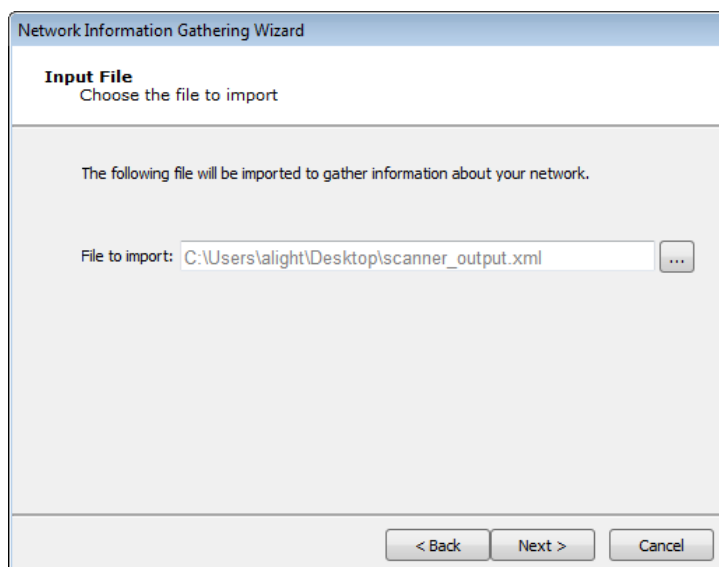 Network Information Gathering Wizard
Input File
Choose the file to import
The following file will be imported to gather information about your network.
File to import: C:\Users\alight\Desktop\scanner_output.xml ...
< Back Next > Cancel